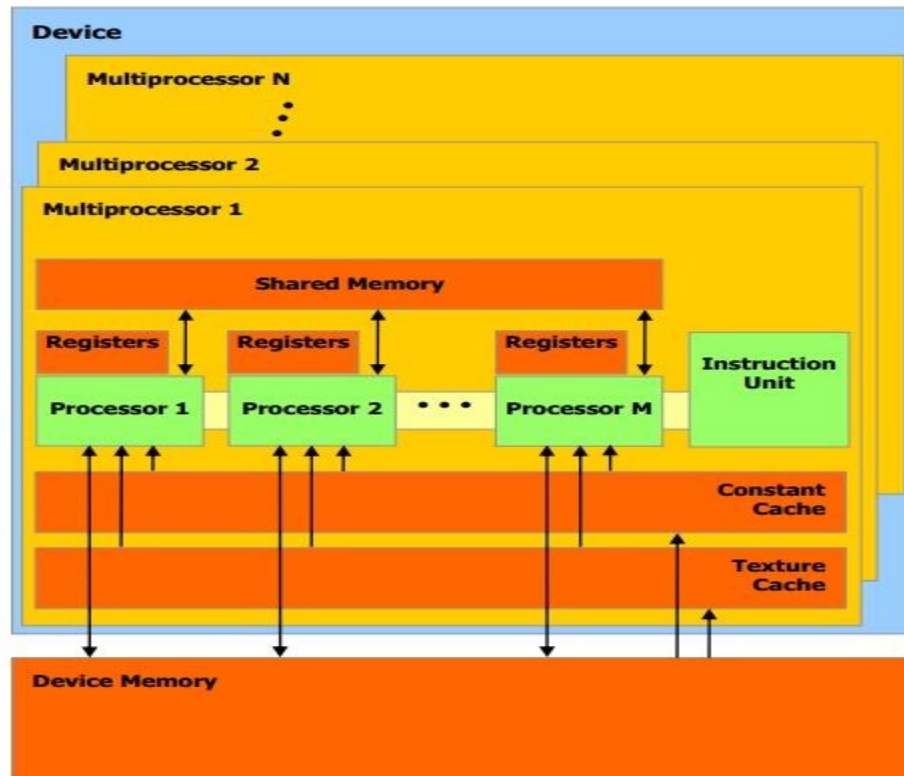 Device
Multiprocessor N
Multiprocessor 2
Multiprocessor 1
Shared Memory
Registers
Registers
Registers
Instruction
Unit
Processor 1
Processor 2
Processor M
Constant
Cache
Texture
Cache
Device Memory